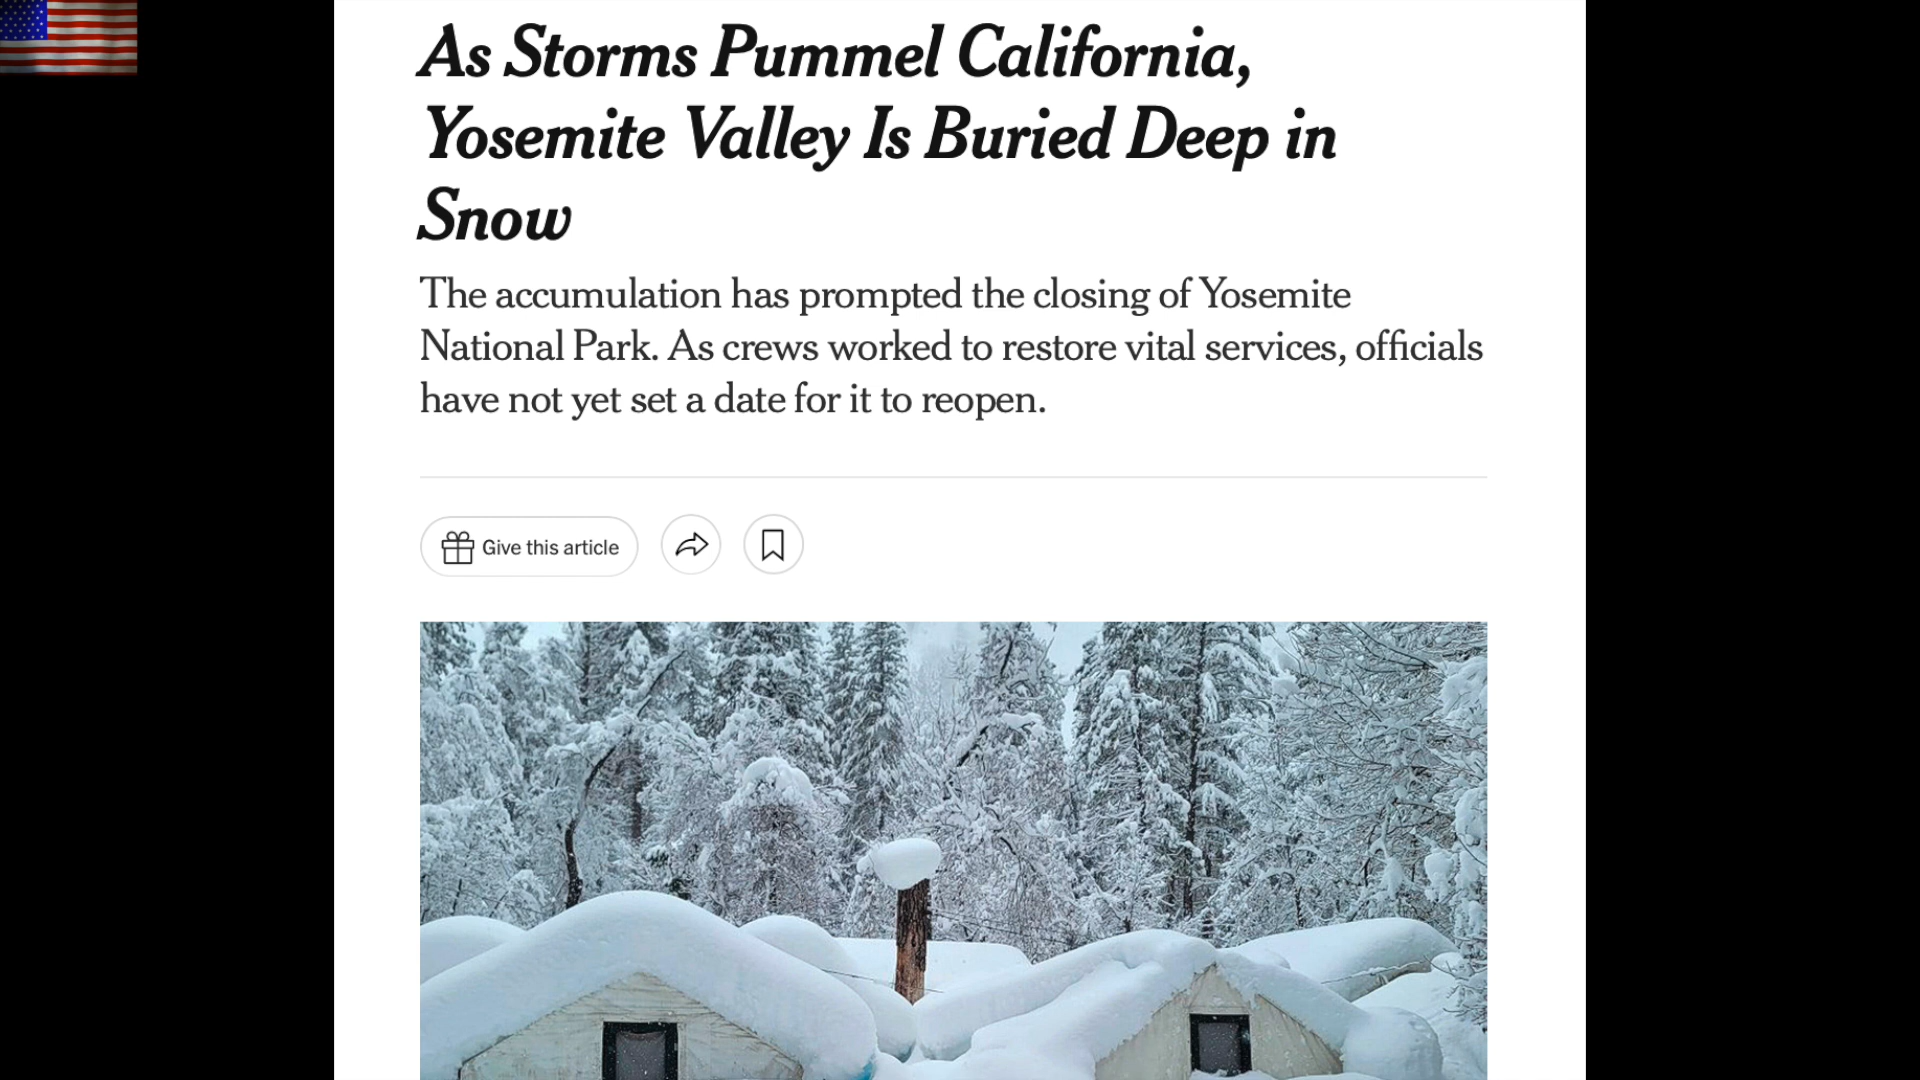 As Storms Pummel California,
Yosemite Valley Is Buried Deep in
Snow
The accumulation has prompted the closing of Yosemite
National Park. As crews worked to restore vital services, officials
have not yet set a date for it to reopen.
Give this article